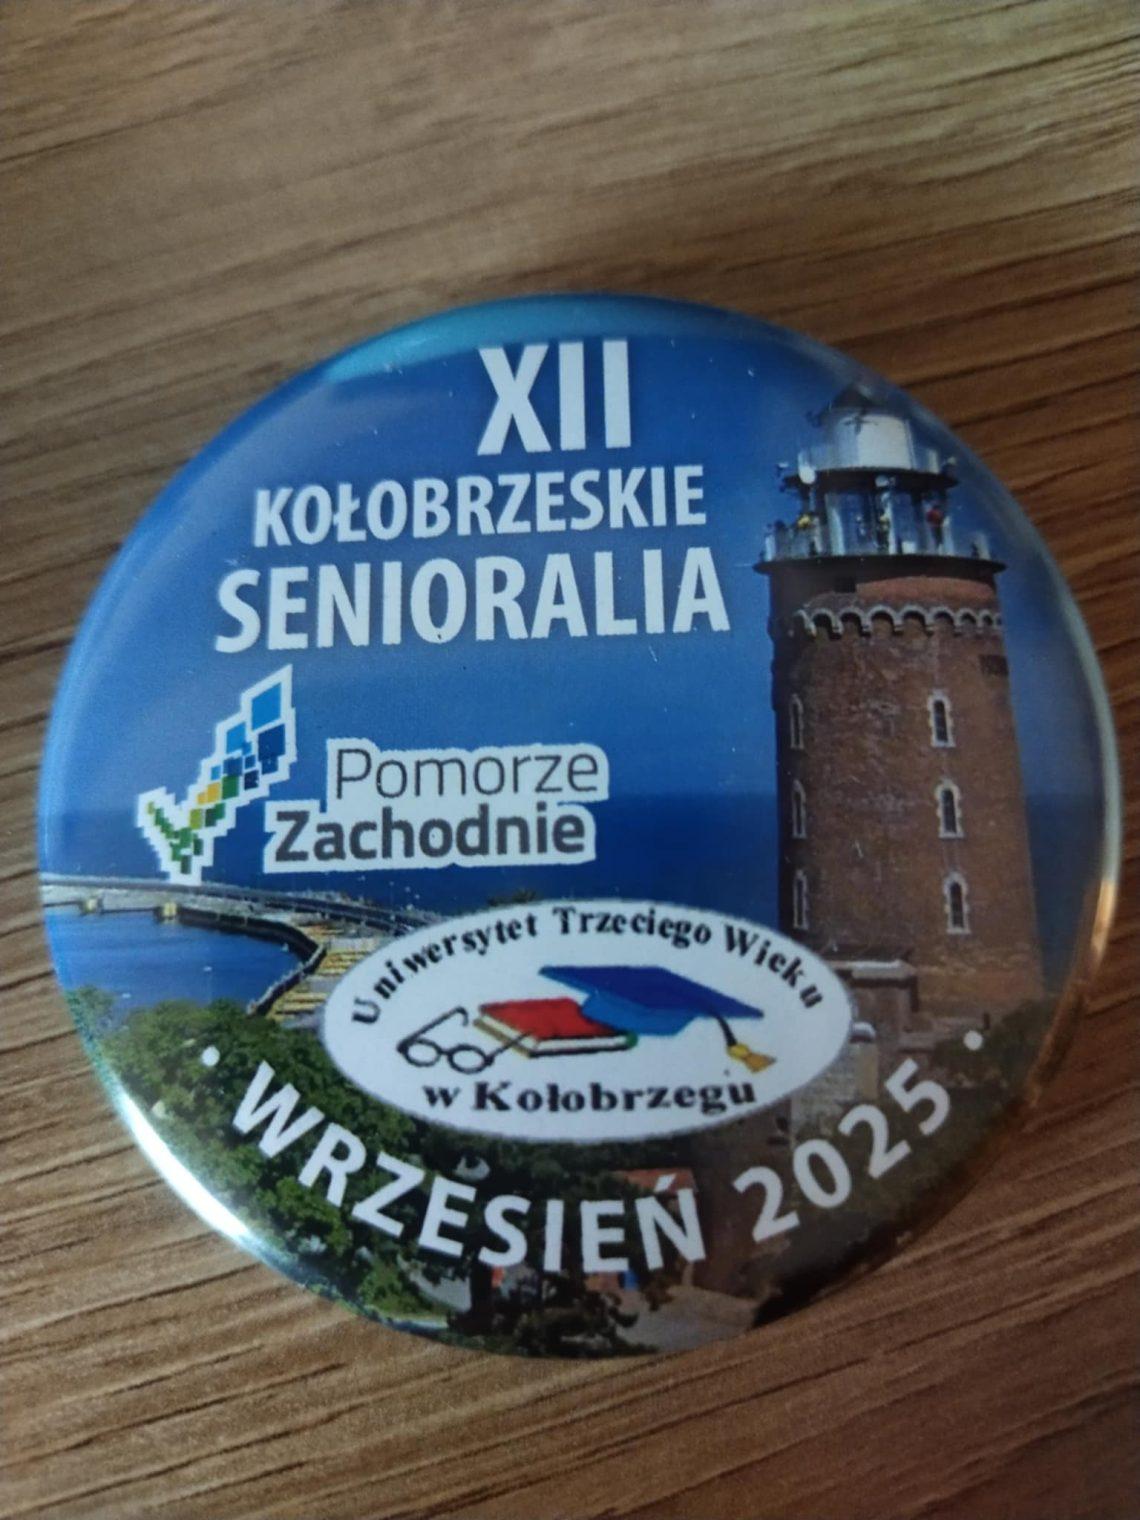 XII
KOŁOBRZESKIE
SENIORALIA
Pomorze
Zachodnie
Uniwersytet Trzeciego Wieku
w Kołobrzegu
• WRZESIEŃ 2025 •